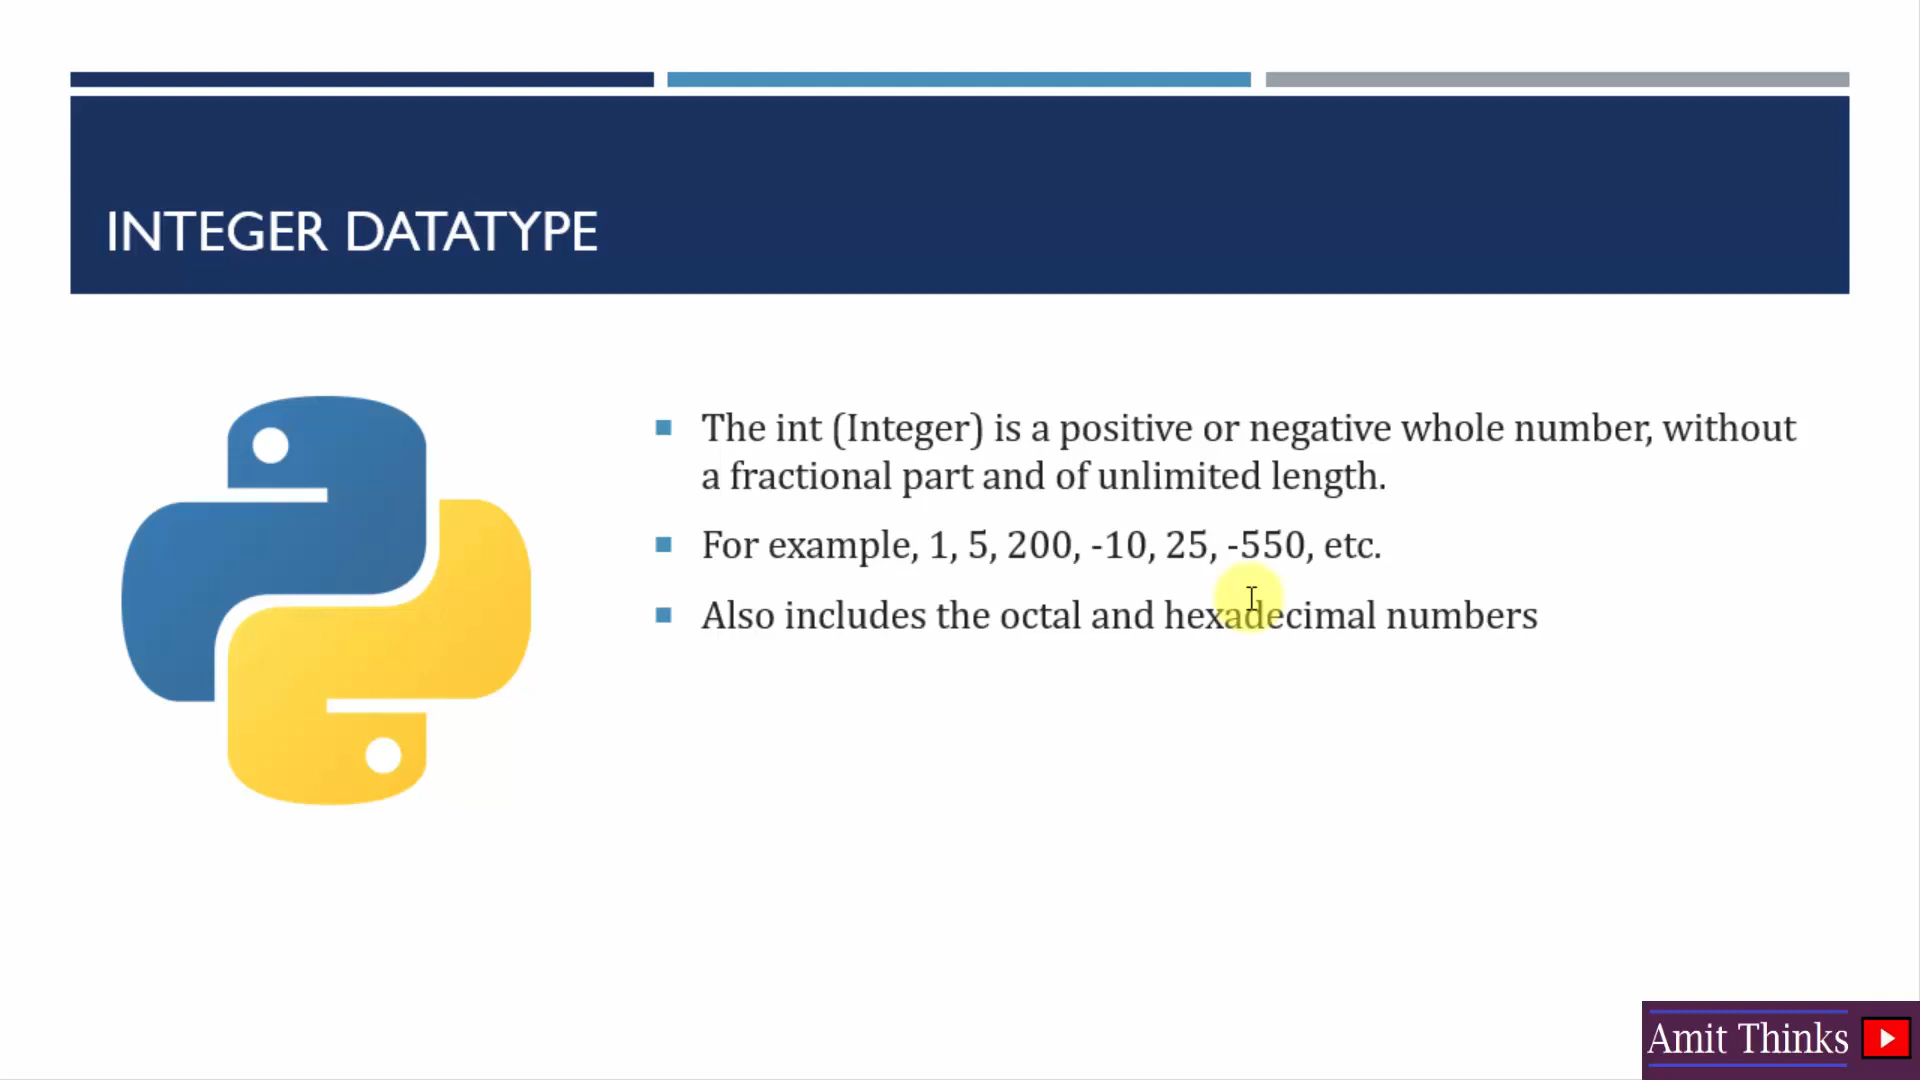 INTEGER DATATYPE
The int (Integer) is a positive or negative whole number, without
a fractional part and of unlimited length.
For example, 1, 5, 200, -10, 25, -550, etc.
Also includes the octal and hexadecimal numbers
Amit Thinks